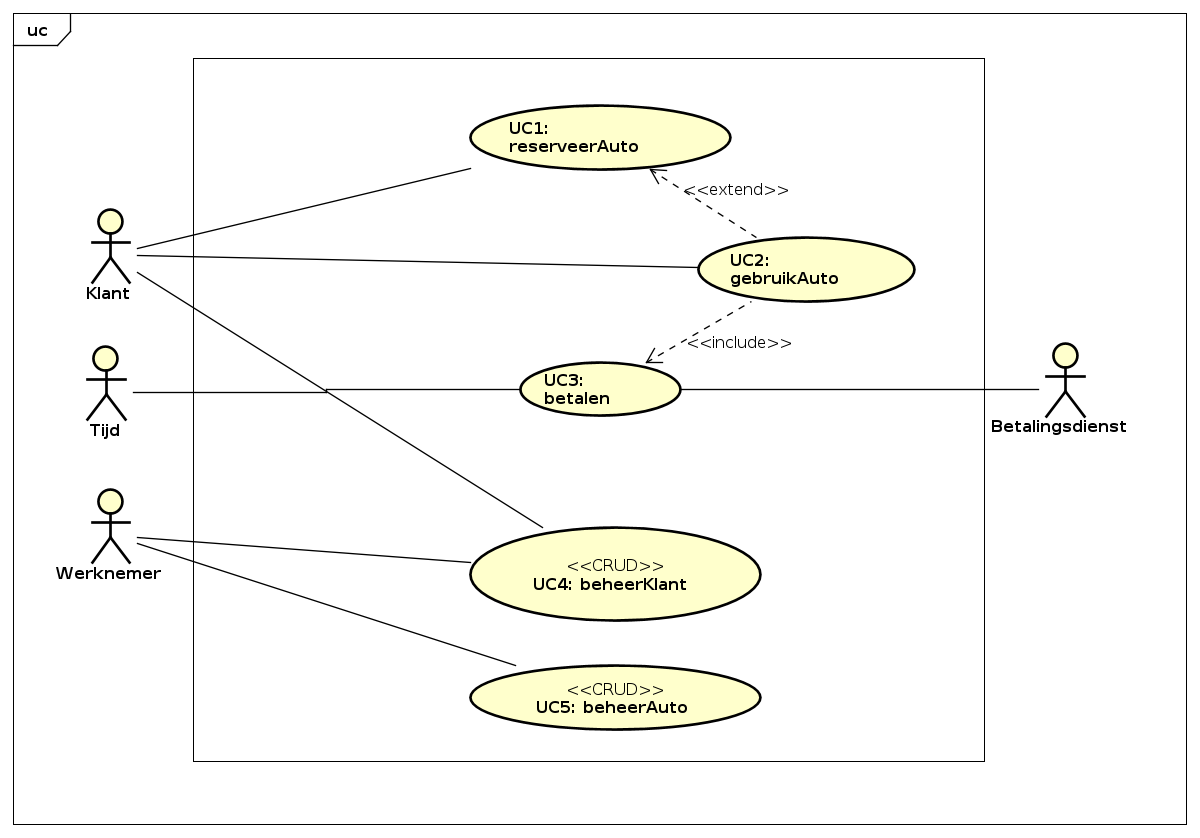 uc
UC1:
reserveerAuto
<<extend>>
UC2:
gebruikAuto
Klant
<<include>>
UC3:
betalen
Tijd
Betalingsdienst
<<CRUD>>
UC4: beheerKlant
Werknemer
<<CRUD>>
UC5: beheerAuto